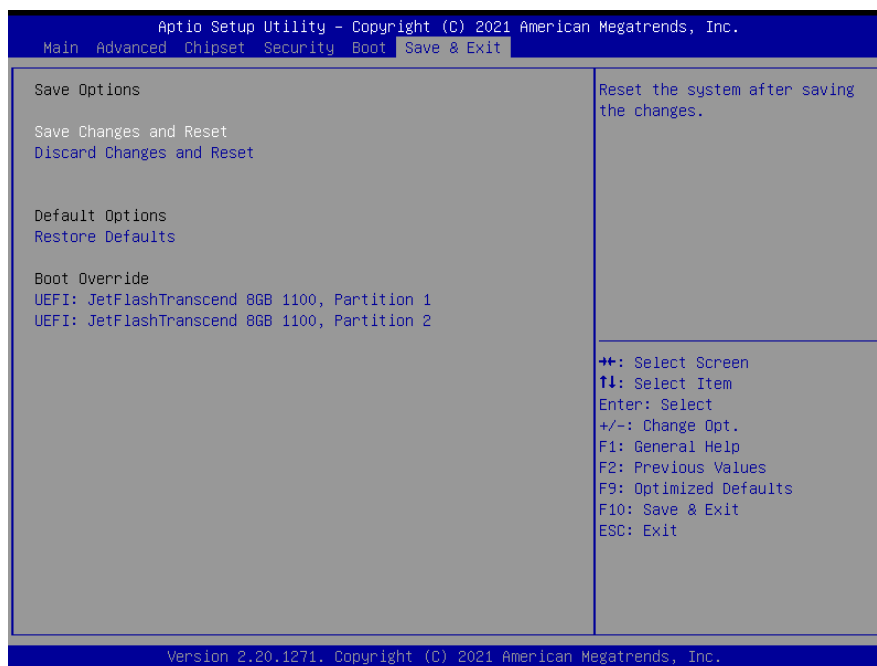 Aptio Setup Utility – Copyright (C) 2021 American Megatrends, Inc.
Main Advanced Chipset Security Boot Save & Exit
Save Options
Save Changes and Reset
Discard Changes and Reset
Default Options
Restore Defaults
Boot Override
UEFI: JetFlashTranscend 8GB 1100, Partition 1
UEFI: JetFlashTranscend 8GB 1100, Partition 2
Reset the system after saving
the changes.
→←: Select Screen
↑↓: Select Item
Enter: Select
+/-: Change Opt.
F1: General Help
F2: Previous Values
F9: Optimized Defaults
F10: Save & Exit
ESC: Exit
Version 2.20.1271. Copyright (C) 2021 American Megatrends, Inc.